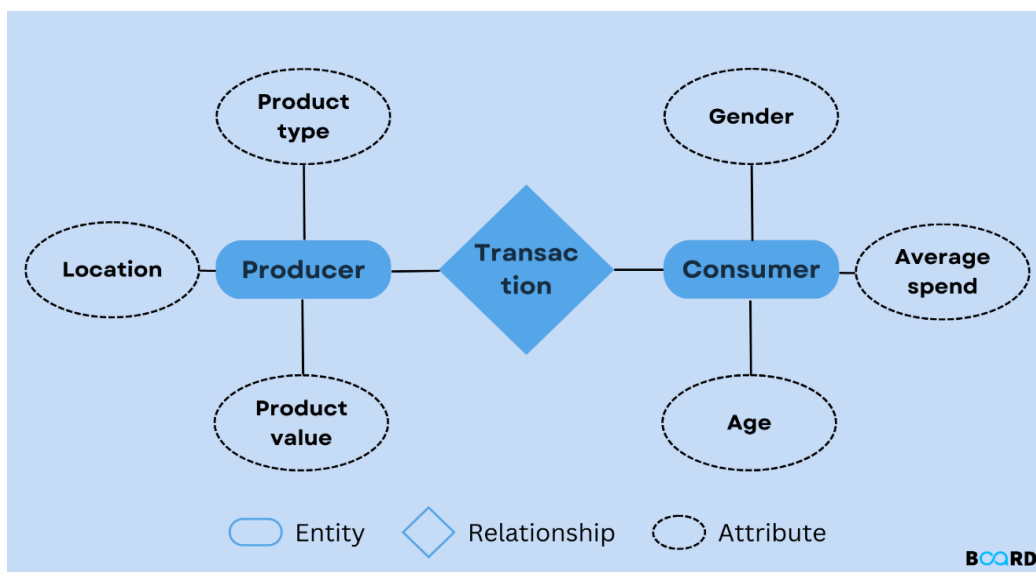 Product
type
Gender
Location
Producer
Transac
tion
Consumer
Average
spend
Product
value
Age
Entity
Relationship
Attribute
BOARD